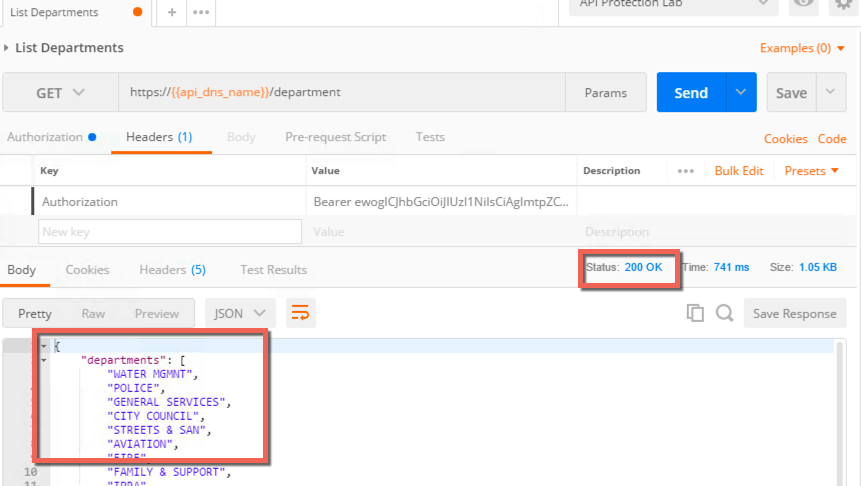 List Departments
+
•••
API Protection Lab
List Departments
Examples (0)
GET
https://{{api_dns_name}}/department
Params
Send
Save
Authorization
Headers (1)
Body
Pre-request Script
Tests
Cookies
Code
Key
Value
Description
•••
Bulk Edit
Presets
Authorization
Bearer ewogICJhbGciOiJIUzI1NiIsCiAgImtpZC...
New key
Value
Description
Body
Cookies
Headers (5)
Test Results
Status: 200 OK
Time: 741 ms
Size: 1.05 KB
Pretty
Raw
Preview
JSON
Save Response
{
"departments": [
"WATER MGMNT",
"POLICE",
"GENERAL SERVICES",
"CITY COUNCIL",
"STREETS & SAN",
"AVIATION",
"FIRE",
10
"FAMILY & SUPPORT",
11
"IPRA",